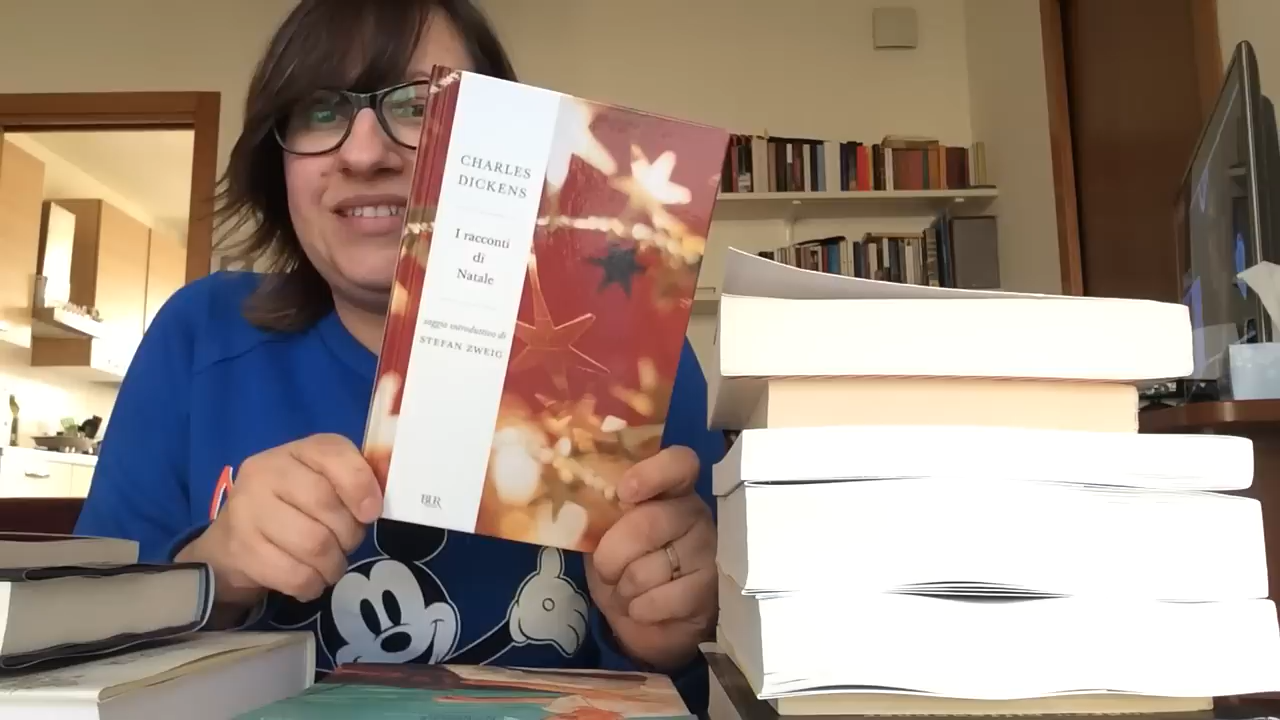 CHARLES
DICKENS
I racconti
di
Natale
saggio introduttivo di
STEFAN ZWEIG
BUR